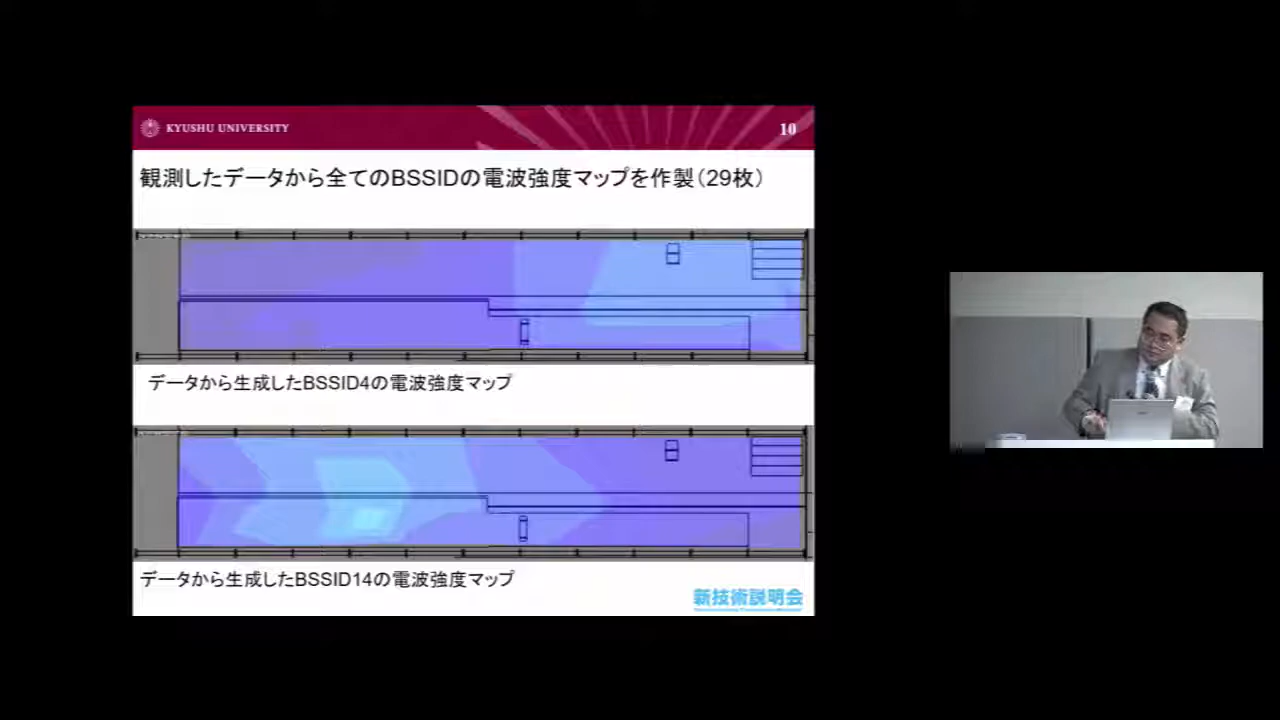 KYUSHU UNIVERSITY
10
観測したデータから全てのBSSIDの電波強度マップを作製（29枚）
データから生成したBSSID4の電波強度マップ
データから生成したBSSID14の電波強度マップ
新技術説明会